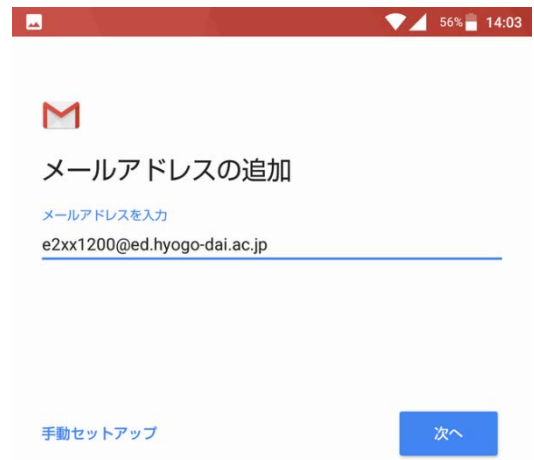 56% 14:03
メールアドレスの追加
メールアドレスを入力
e2xx1200@ed.hyogo-dai.ac.jp
手動セットアップ 次へ